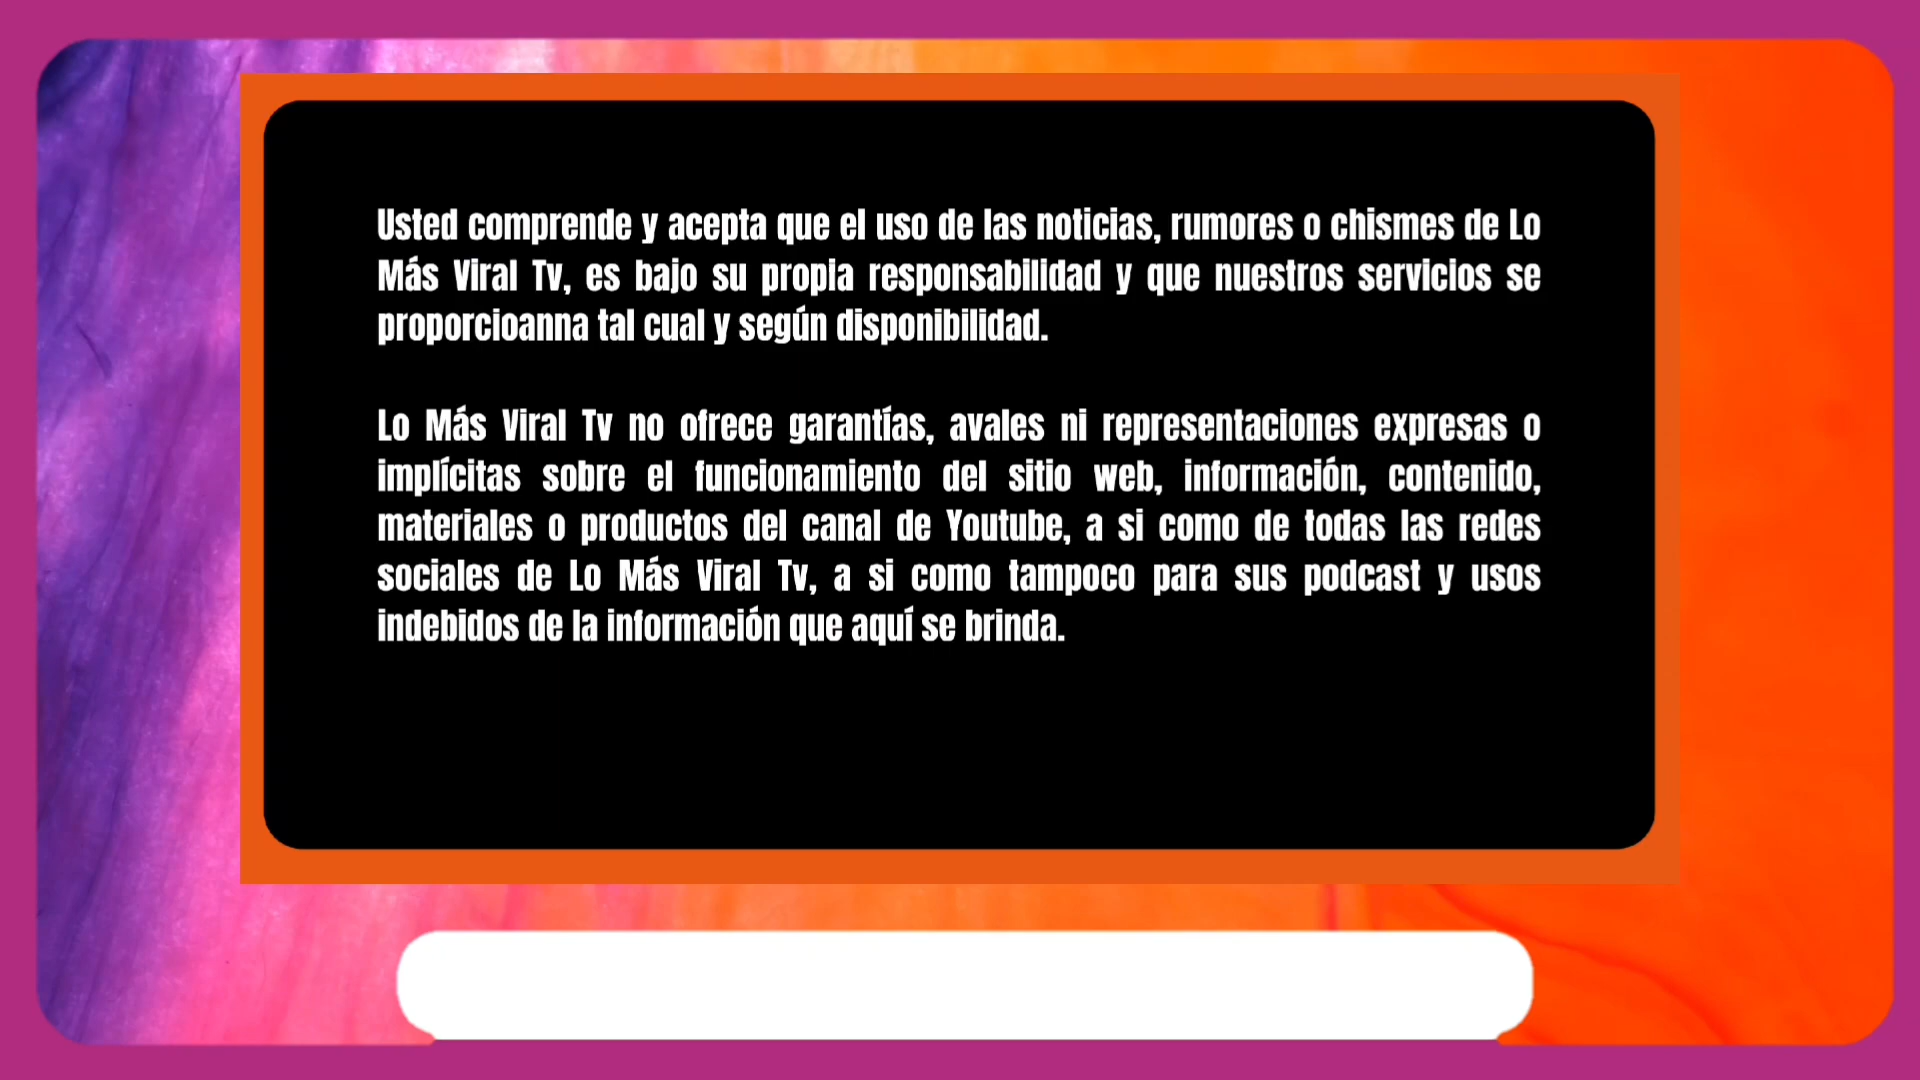 Usted comprende y acepta que el uso de las noticias, rumores o chismes de Lo
Más Viral Tv, es bajo su propia responsabilidad y que nuestros servicios se
proporcioanna tal cual y según disponibilidad.
Lo Más Viral Tv no ofrece garantías, avales ni representaciones expresas o
implícitas sobre el funcionamiento del sitio web, información, contenido,
materiales o productos del canal de Youtube, a si como de todas las redes
sociales de Lo Más Viral Tv, a si como tampoco para sus podcast y usos
indebidos de la información que aquí se brinda.